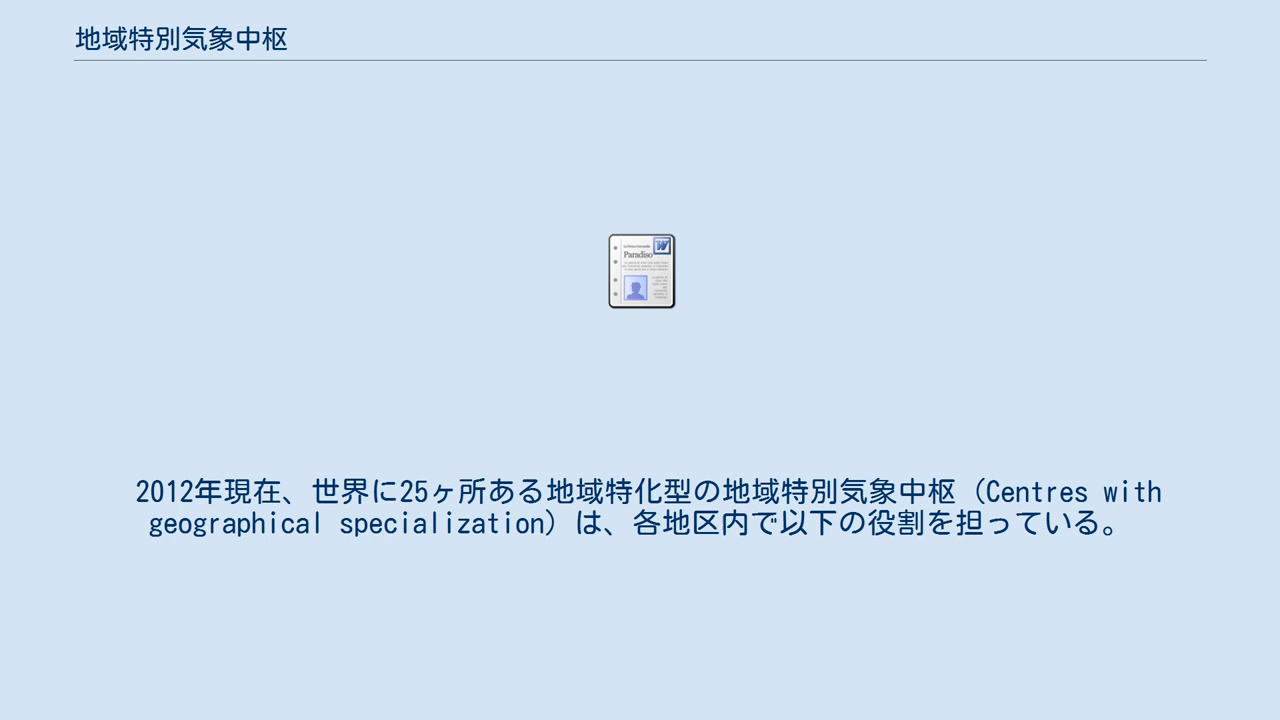 地域特別気象中枢
Paradiso
W
2012年現在、世界に25ヶ所ある地域特化型の地域特別気象中枢（Centres with
geographical specialization）は、各地区内で以下の役割を担っている。